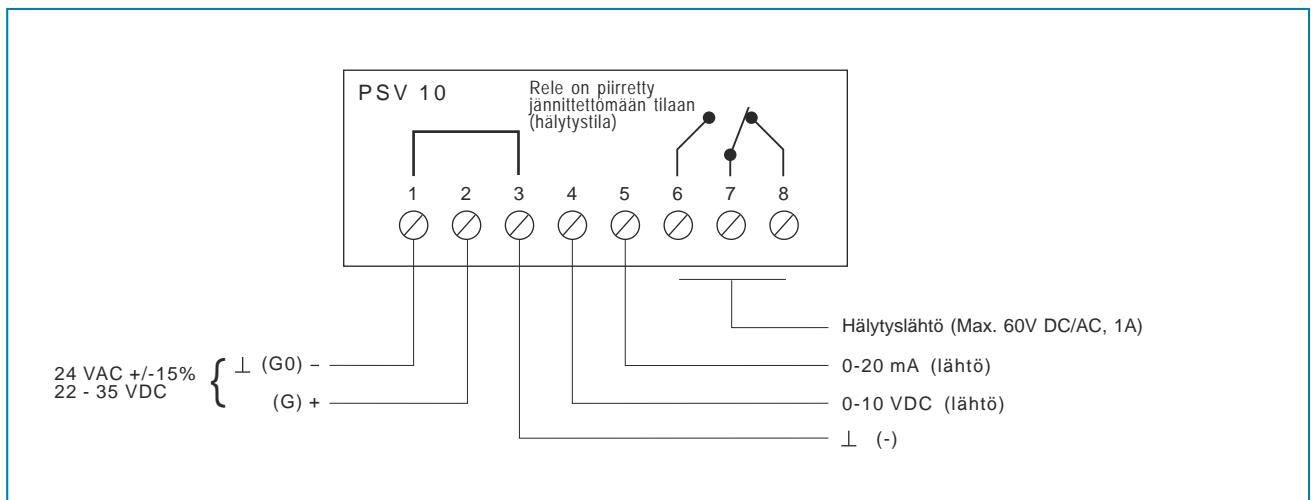 PSV 10
Rele on piirretty
jännittettömään tilaan
(hälytystila)
1 2 3 4 5 6 7 8
Hälytyslähtö (Max. 60V DC/AC, 1A)
24 VAC +/-15%
22 - 35 VDC
⊥ (G0) –
(G) +
0-20 mA (lähtö)
0-10 VDC (lähtö)
⊥ (-)